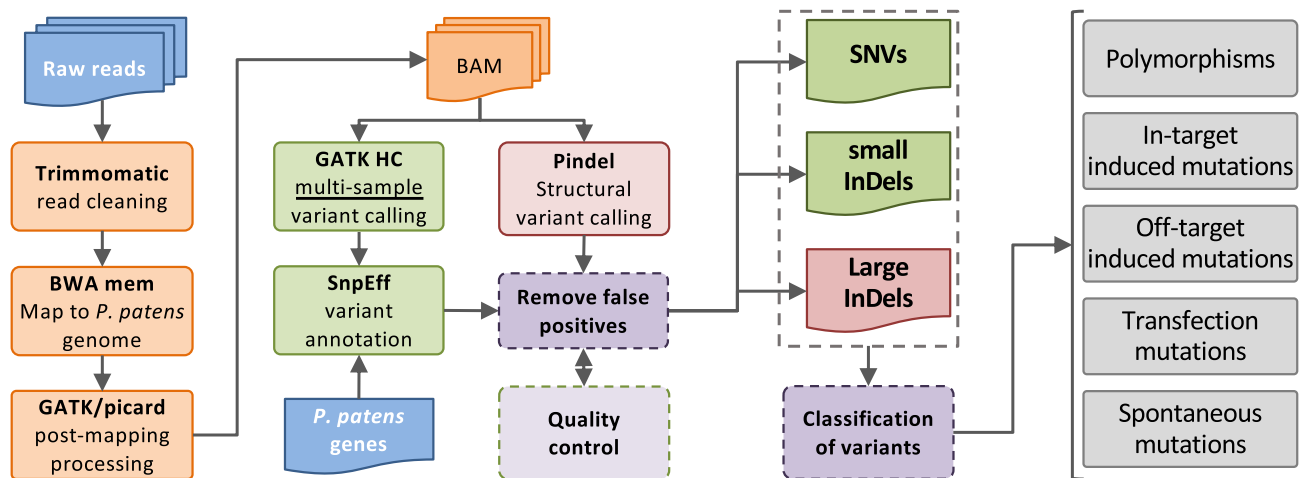 Raw reads
Trimmomatic
read cleaning
BWA mem
Map to P. patens
genome
GATK/picard
post-mapping
processing
BAM
GATK HC
multi-sample
variant calling
Pindel
Structural
variant calling
SnpEff
variant
annotation
Remove false
positives
P. patens
genes
Quality
control
SNVs
small
InDels
Large
InDels
Classification
of variants
Polymorphisms
In-target
induced mutations
Off-target
induced mutations
Transfection
mutations
Spontaneous
mutations